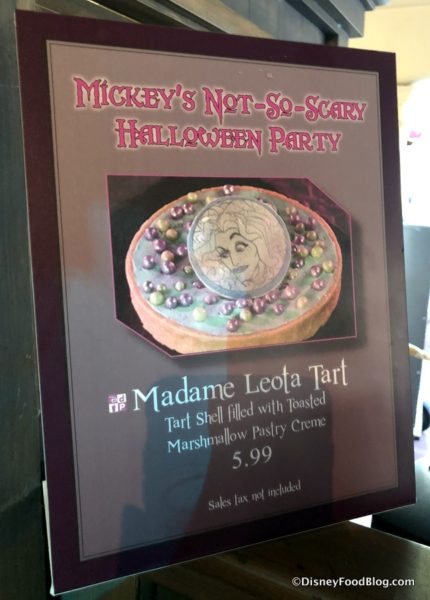 Mickey's Not-So-Scary
Halloween Party
Madame Leota Tart
Tart Shell filled with Toasted
Marshmallow Pastry Creme
5.99
Sales tax not included
©DisneyFoodBlog.com